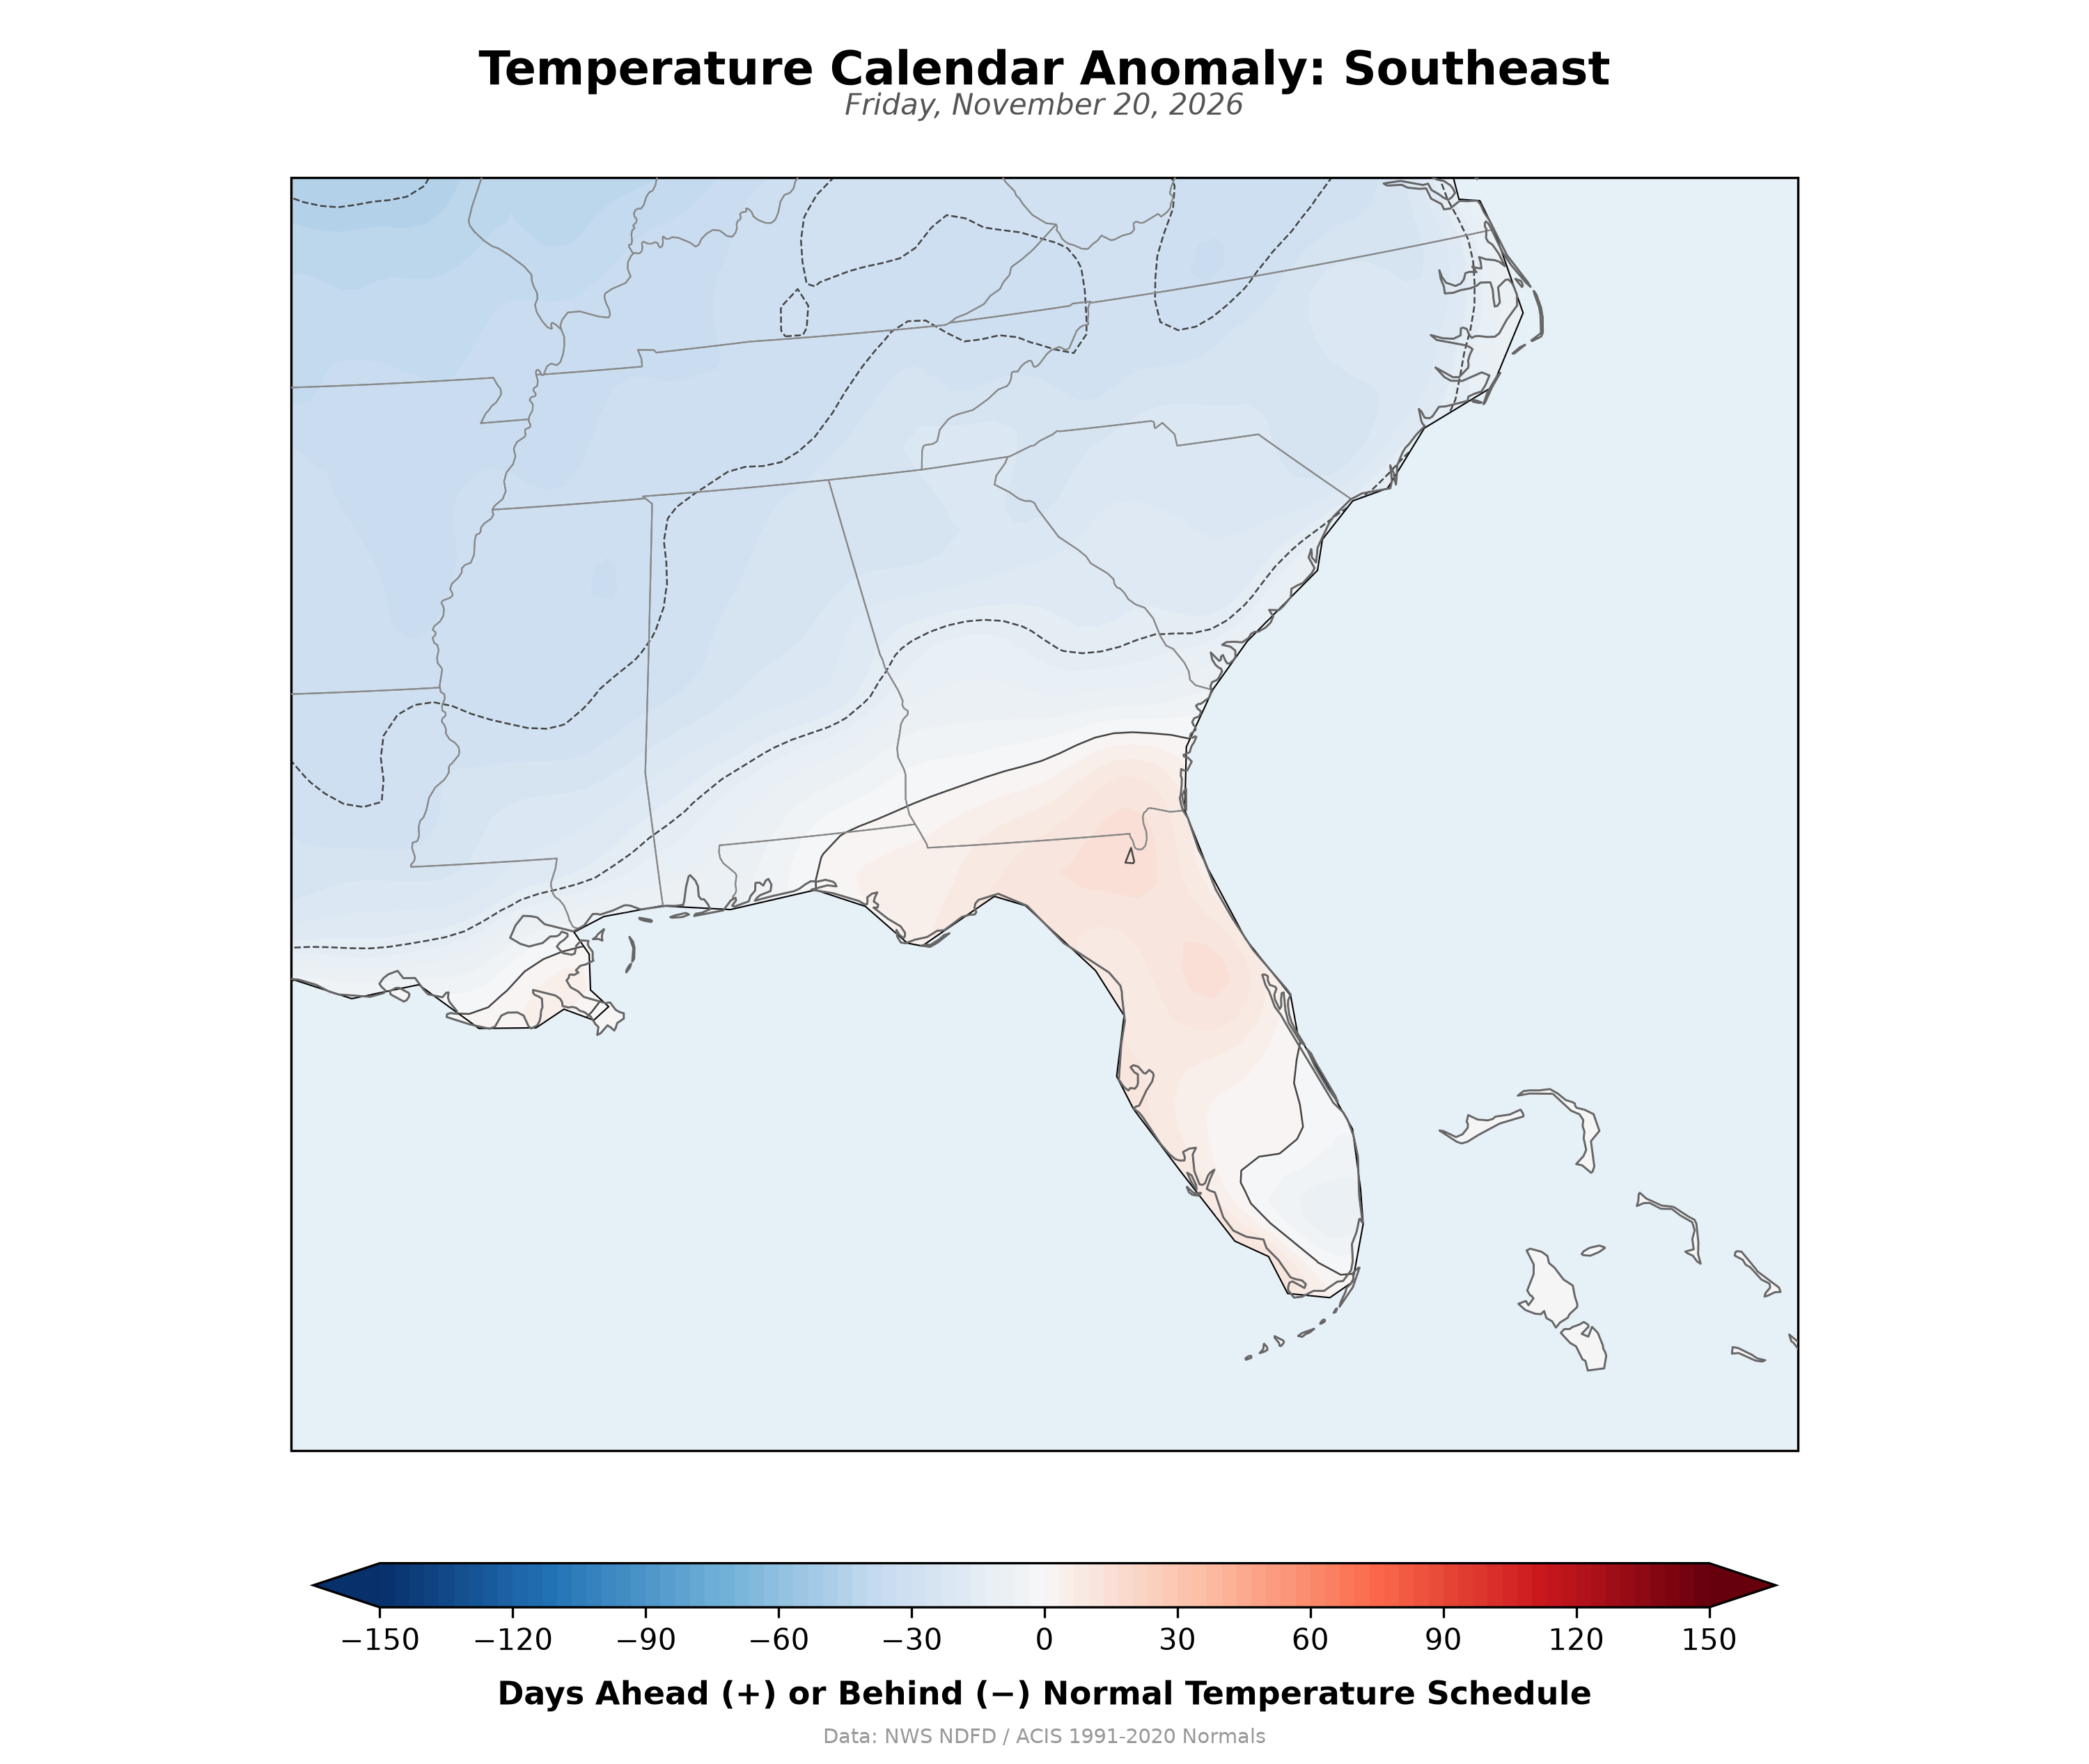 Temperature Calendar Anomaly: Southeast
Friday, November 20, 2026
−150 −120 −90 −60 −30 0 30 60 90 120 150
Days Ahead (+) or Behind (−) Normal Temperature Schedule
Data: NWS NDFD / ACIS 1991-2020 Normals